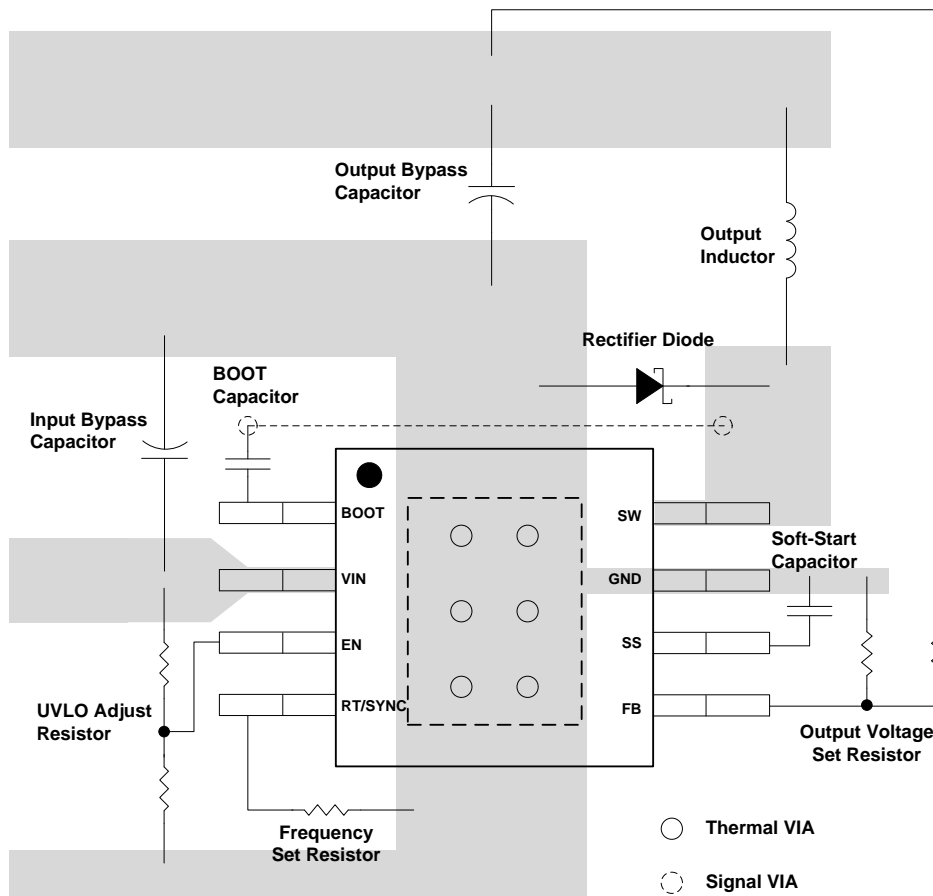 Output Bypass
Capacitor
Output
Inductor
Rectifier Diode
BOOT
Capacitor
Input Bypass
Capacitor
BOOT
SW
Soft-Start
Capacitor
VIN
GND
EN
SS
RT/SYNC
FB
UVLO Adjust
Resistor
Output Voltage
Set Resistor
Frequency
Set Resistor
Thermal VIA
Signal VIA